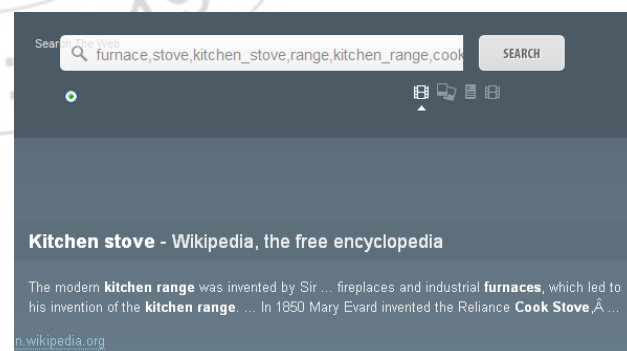 Search The Web
furnace,stove,kitchen_stove,range,kitchen_range,cook
SEARCH
Kitchen stove - Wikipedia, the free encyclopedia
The modern kitchen range was invented by Sir ... fireplaces and industrial furnaces, which led to
his invention of the kitchen range. ... In 1850 Mary Evard invented the Reliance Cook Stove,Â ...
n.wikipedia.org